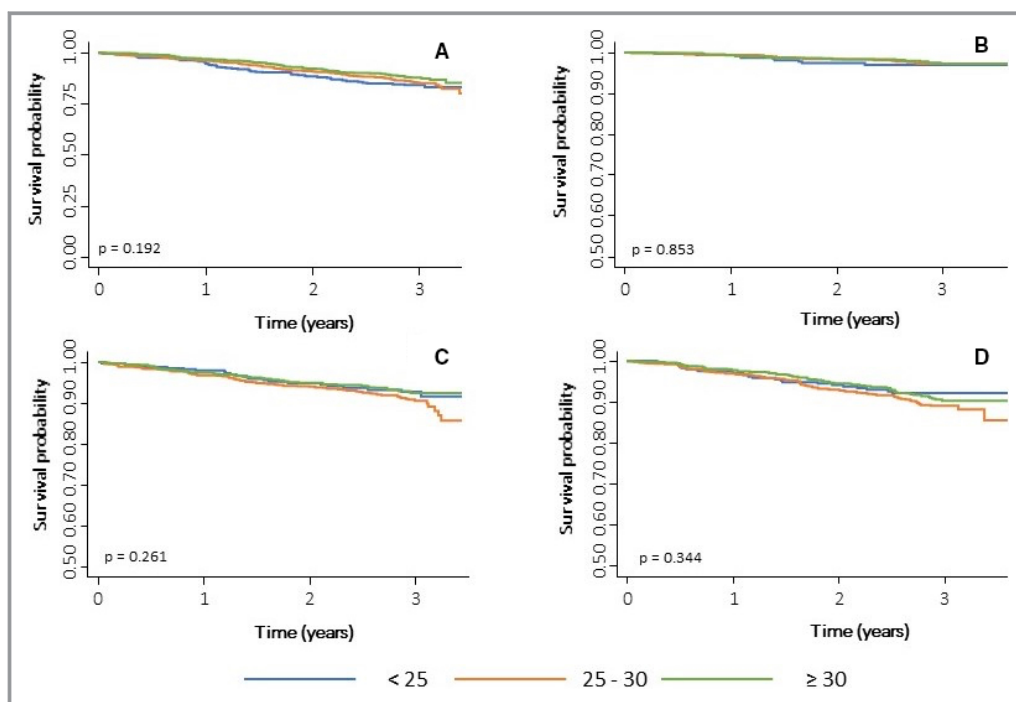 A
Survival probability
1.00
0.75
0.50
0.25
0.00
p = 0.192
0 1 2 3
Time (years)
B
Survival probability
1.00
0.90
0.80
0.70
0.60
0.50
p = 0.853
0 1 2 3
Time (years)
C
Survival probability
1.00
0.90
0.80
0.70
0.60
0.50
p = 0.261
0 1 2 3
Time (years)
D
Survival probability
1.00
0.90
0.80
0.70
0.60
0.50
p = 0.344
0 1 2 3
Time (years)
< 25 25 - 30 ≥ 30